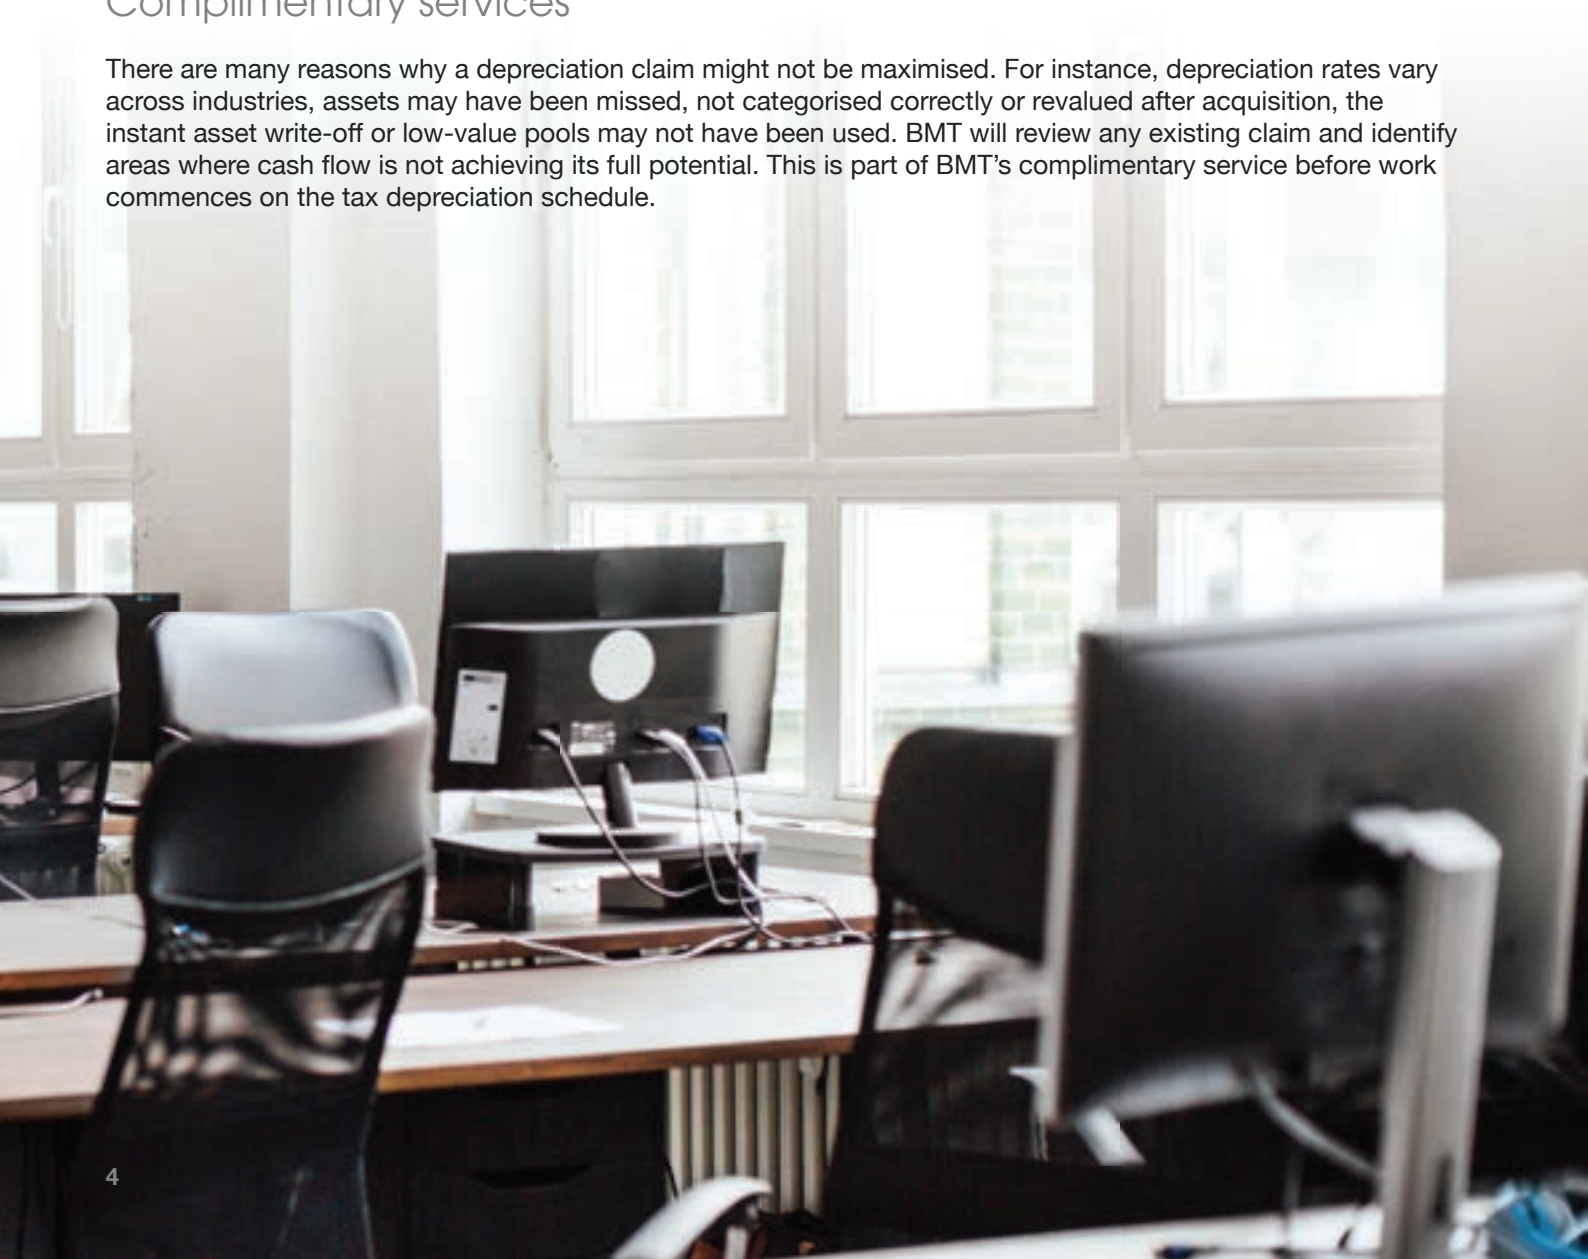 Complimentary services
There are many reasons why a depreciation claim might not be maximised. For instance, depreciation rates vary
across industries, assets may have been missed, not categorised correctly or revalued after acquisition, the
instant asset write-off or low-value pools may not have been used. BMT will review any existing claim and identify
areas where cash flow is not achieving its full potential. This is part of BMT’s complimentary service before work
commences on the tax depreciation schedule.
4